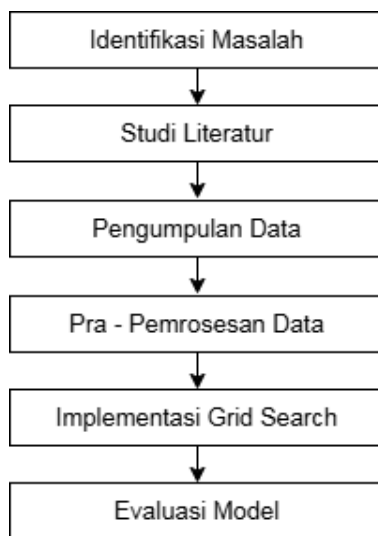 Identifikasi Masalah
Studi Literatur
Pengumpulan Data
Pra - Pemrosesan Data
Implementasi Grid Search
Evaluasi Model